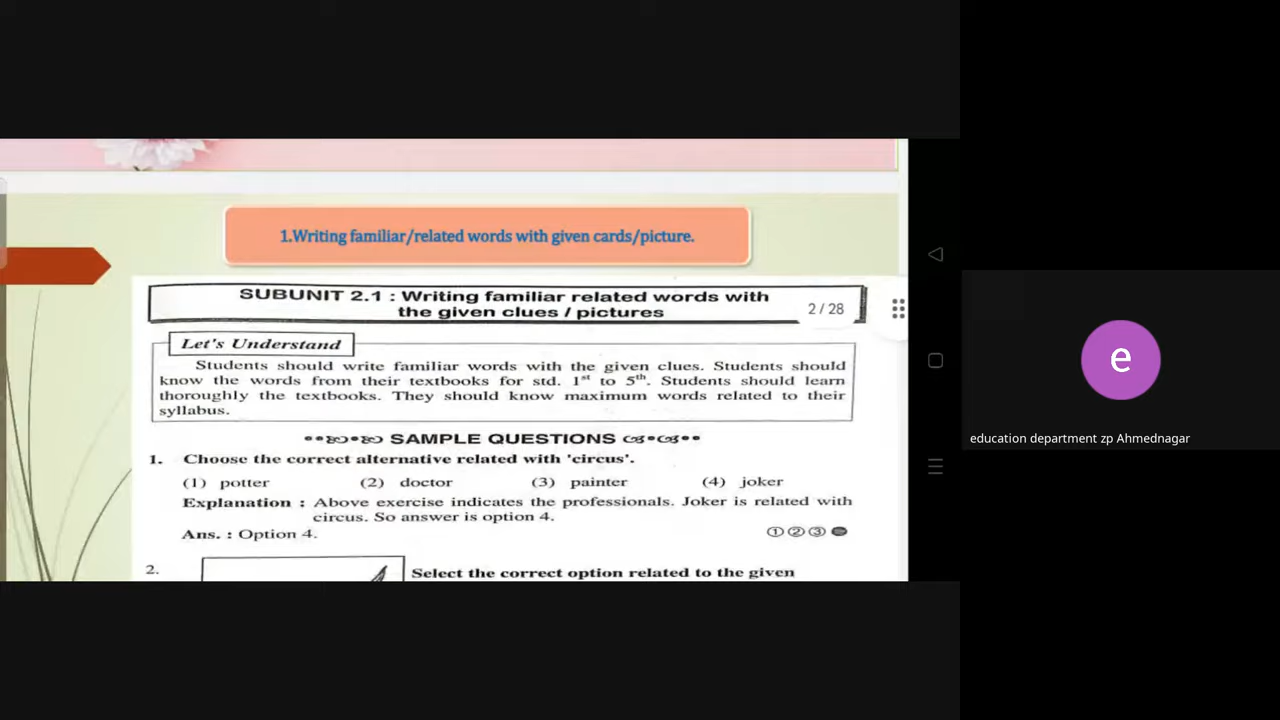 1.Writing familiar/related words with given cards/picture.
SUBUNIT 2.1 : Writing familiar related words with
the given clues / pictures
2 / 28
Let's Understand
Students should write familiar words with the given clues. Students should
know the words from their textbooks for std. 1st to 5th. Students should learn
thoroughly the textbooks. They should know maximum words related to their
syllabus.
SAMPLE QUESTIONS
1. Choose the correct alternative related with 'circus'.
(1) potter (2) doctor (3) painter (4) joker
Explanation : Above exercise indicates the professionals. Joker is related with
circus. So answer is option 4.
Ans. : Option 4. ① ② ③
2. Select the correct option related to the given
e
education department zp Ahmednagar